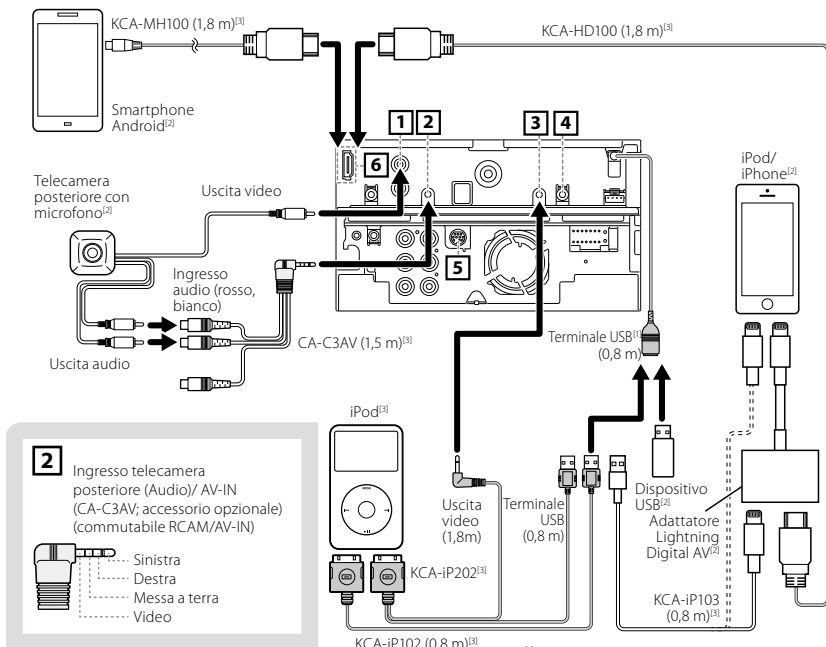 KCA-MH100 (1,8 m)[3]
KCA-HD100 (1,8 m)[3]
Smartphone
Android[2]
1
2
3
4
6
iPod/
iPhone[2]
Telecamera
posteriore con
microfono[2]
Uscita video
5
Ingresso
audio (rosso,
bianco)
Terminale USB[1]
(0,8 m)
CA-C3AV (1,5 m)[3]
Uscita audio
iPod[3]
MENU
2
Ingresso telecamera
posteriore (Audio)/ AV-IN
(CA-C3AV; accessorio opzionale)
(commutabile RCAM/AV-IN)
Sinistra
Destra
Messa a terra
Video
Uscita
video
(1,8m)
Terminale
USB
(0,8 m)
Dispositivo
USB[2]
Adattatore
Lightning
Digital AV[2]
KCA-iP202[3]
KCA-iP103
(0,8 m)[3]
KCA-iP102 (0,8 m)[3]